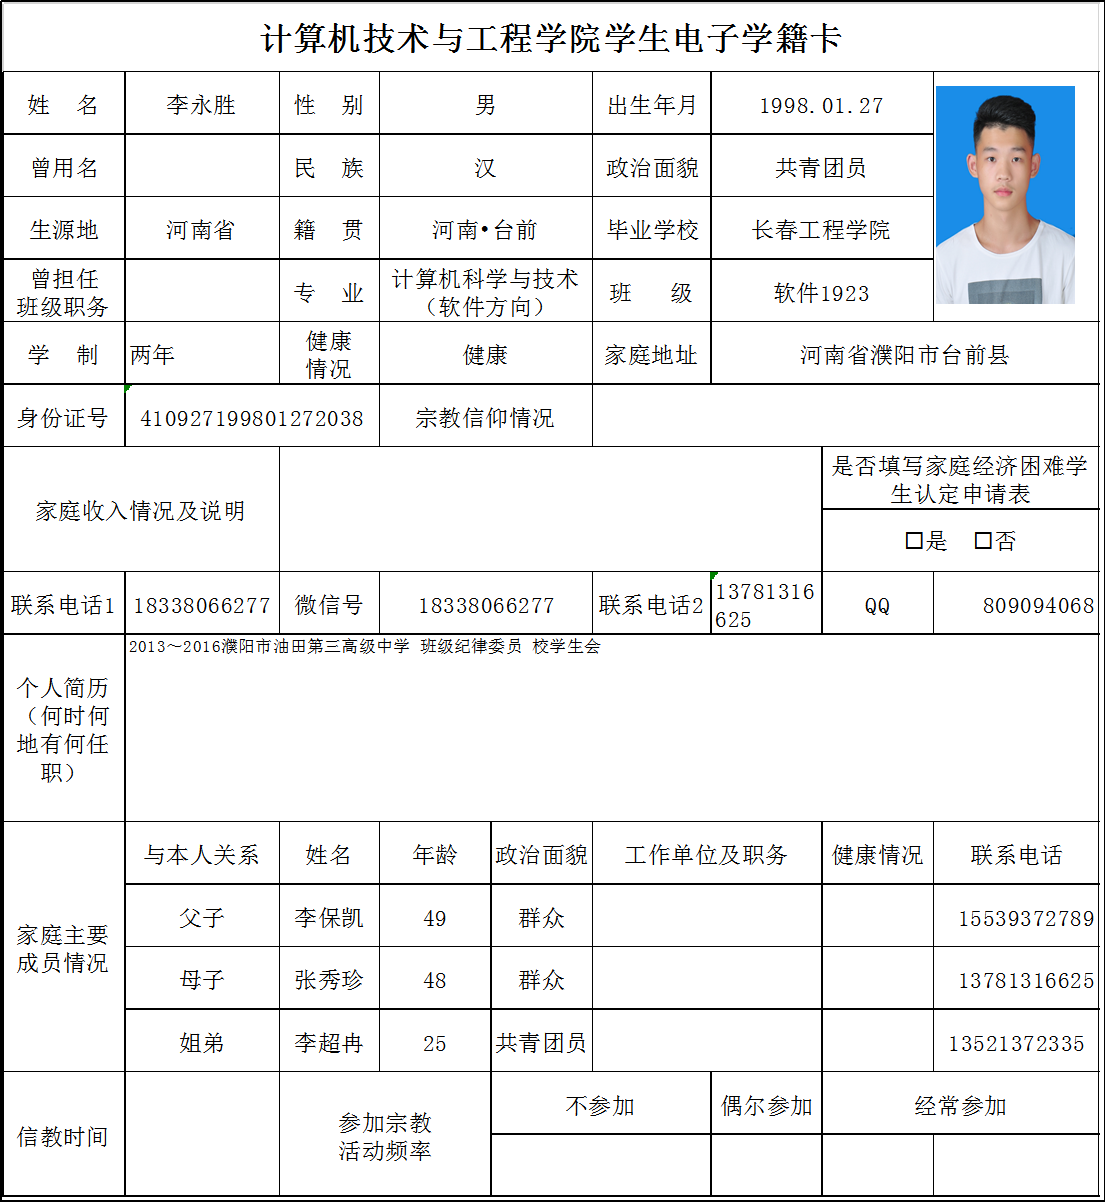 计算机技术与工程学院学生电子学籍卡
姓 名 李永胜 性 别 男 出生年月 1998.01.27
曾用名 民 族 汉 政治面貌 共青团员
生源地 河南省 籍 贯 河南•台前 毕业学校 长春工程学院
曾担任
班级职务 专 业 计算机科学与技术
（软件方向） 班 级 软件1923
学 制 两年 健康
情况 健康 家庭地址 河南省濮阳市台前县
身份证号 410927199801272038 宗教信仰情况
家庭收入情况及说明
是否填写家庭经济困难学
生认定申请表
□是 □否
联系电话1 18338066277 微信号 18338066277 联系电话2 13781316
625 QQ 809094068
个人简历
（何时何
地有何任
职）
2013～2016濮阳市油田第三高级中学 班级纪律委员 校学生会
家庭主要
成员情况
与本人关系 姓名 年龄 政治面貌 工作单位及职务 健康情况 联系电话
父子 李保凯 49 群众 15539372789
母子 张秀珍 48 群众 13781316625
姐弟 李超冉 25 共青团员 13521372335
信教时间 参加宗教
活动频率 不参加 偶尔参加 经常参加